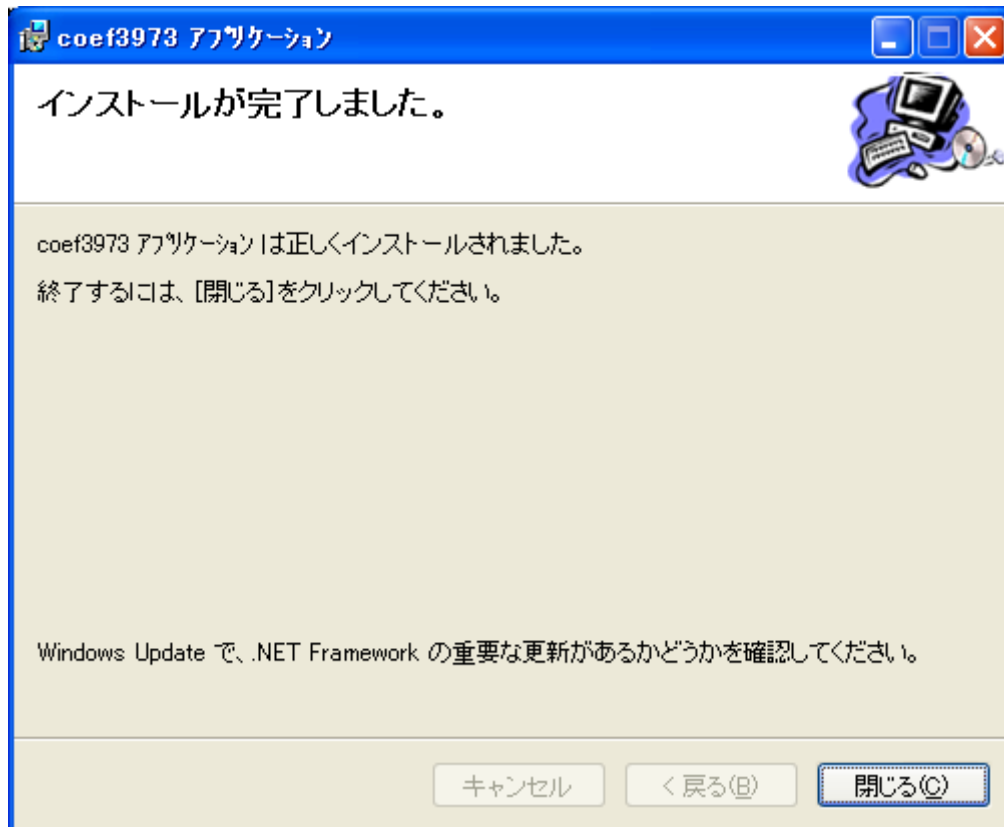 coef3973 アプリケーション
インストールが完了しました。
coef3973 アプリケーション は正しくインストールされました。
終了するには、[閉じる]をクリックしてください。
Windows Update で、.NET Framework の重要な更新があるかどうかを確認してください。
キャンセル
< 戻る(B)
閉じる(C)